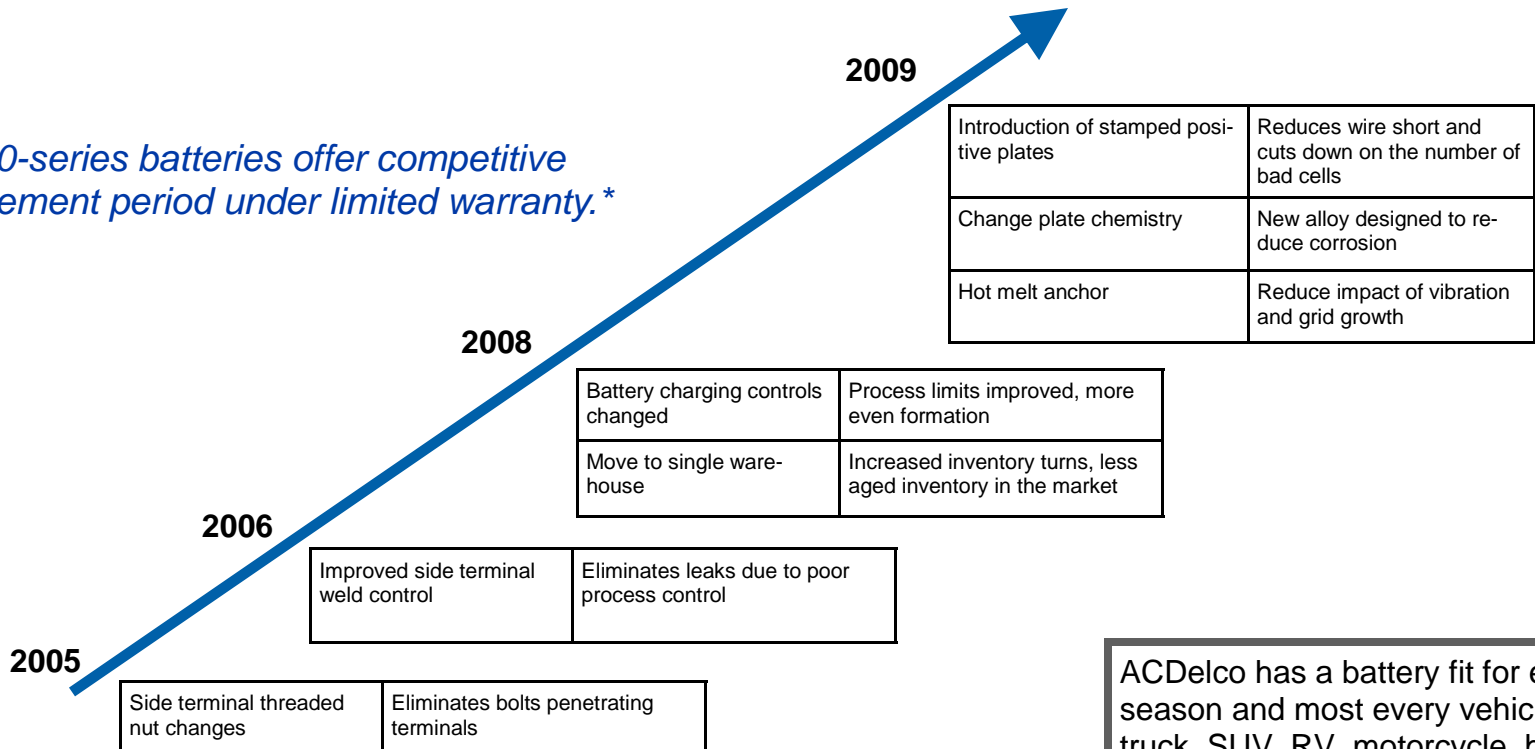 2009
0-series batteries offer competitive
ement period under limited warranty.*
Introduction of stamped posi-
tive plates
Reduces wire short and
cuts down on the number of
bad cells
Change plate chemistry
New alloy designed to re-
duce corrosion
Hot melt anchor
Reduce impact of vibration
and grid growth
2008
Battery charging controls
changed
Process limits improved, more
even formation
Move to single ware-
house
Increased inventory turns, less
aged inventory in the market
2006
Improved side terminal
weld control
Eliminates leaks due to poor
process control
2005
Side terminal threaded
nut changes
Eliminates bolts penetrating
terminals
ACDelco has a battery fit for e
season and most every vehic
truck, SUV, RV, motorcycle, b